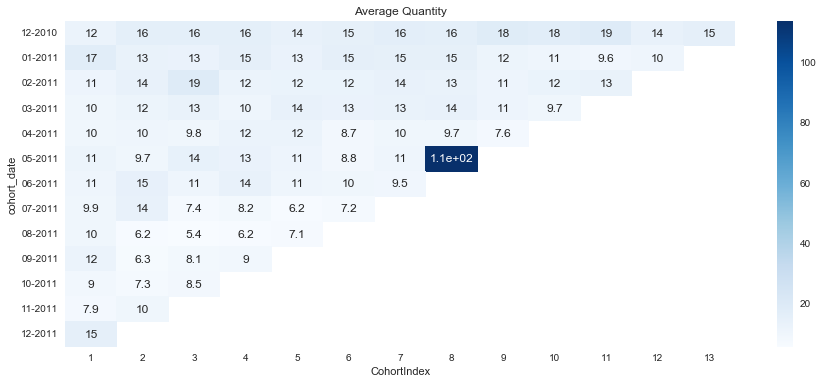 Average Quantity
12-2010 12 16 16 16 14 15 16 16 18 18 19 14 15
01-2011 17 13 13 15 13 15 15 15 12 11 9.6 10
02-2011 11 14 19 12 12 12 14 13 11 12 13
03-2011 10 12 13 10 14 13 13 14 11 9.7
04-2011 10 10 9.8 12 12 8.7 10 9.7 7.6
05-2011 11 9.7 14 13 11 8.8 11 1.1e+02
06-2011 11 15 11 14 11 10 9.5
07-2011 9.9 14 7.4 8.2 6.2 7.2
08-2011 10 6.2 5.4 6.2 7.1
09-2011 12 6.3 8.1 9
10-2011 9 7.3 8.5
11-2011 7.9 10
12-2011 15
1 2 3 4 5 6 7 8 9 10 11 12 13
CohortIndex
cohort_date
100
80
60
40
20